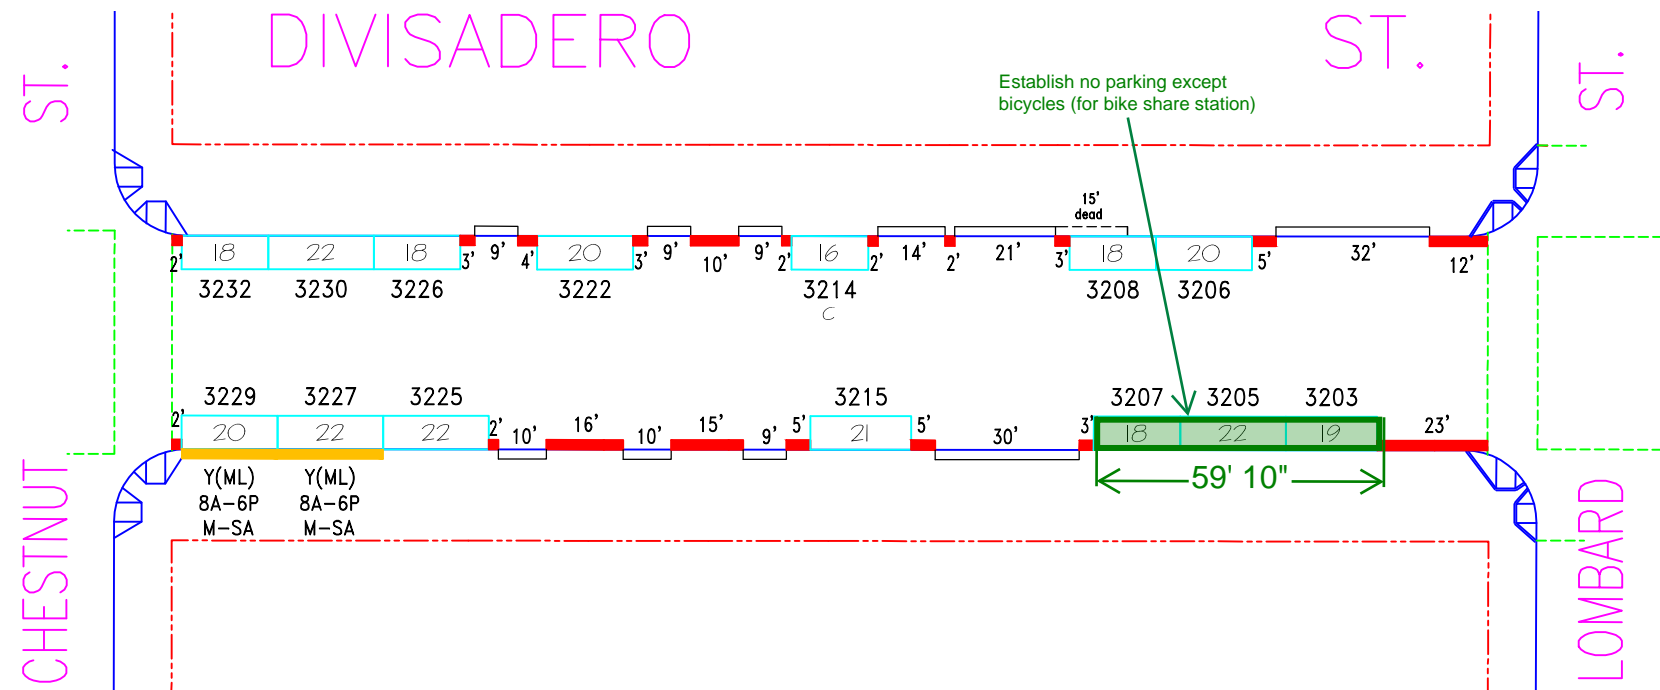 DIVISADERO ST.
ST.
ST.
Establish no parking except
bicycles (for bike share station)
15'
dead
2' 18 22 18 3' 9' 4' 20 3' 9' 10' 9' 2' 16 2' 14' 2' 21' 3' 18 20 5' 32' 12'
3232 3230 3226 3222 3214 3208 3206
C
3229 3227 3225 3215 3207 3205 3203
2' 20 22 22 2' 10' 16' 10' 15' 9' 5' 21 5' 30' 3' 18 22 19 23'
59' 10"
Y(ML) Y(ML)
8A-6P 8A-6P
M-SA M-SA
CHESTNUT
LOMBARD